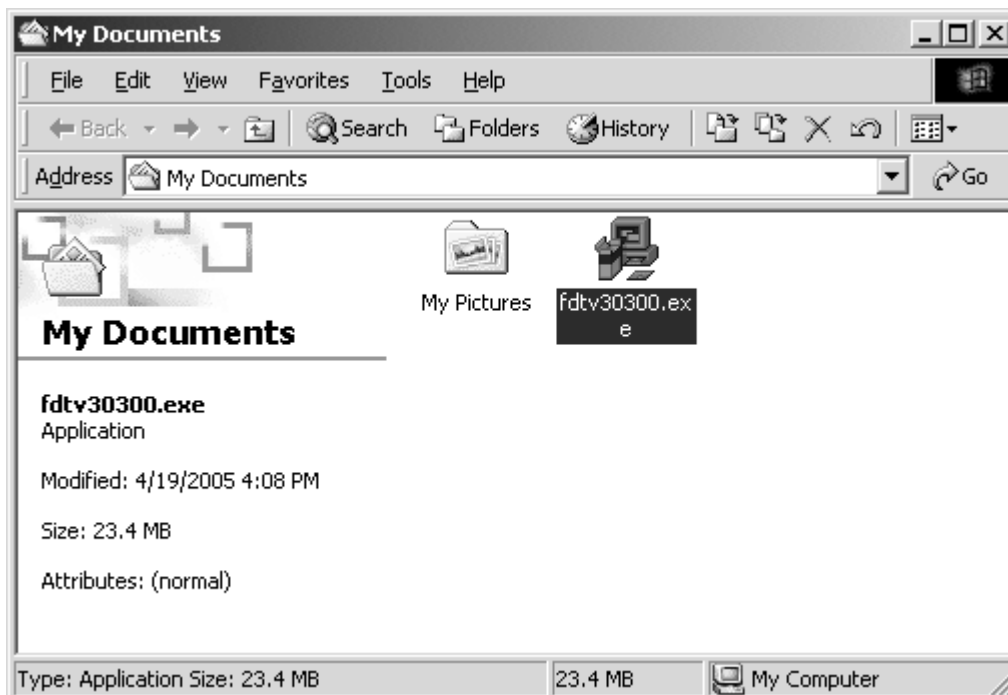 My Documents
File Edit View Favorites Tools Help
Back Search Folders History
Address My Documents Go
My Pictures
fdtv30300.ex
e
My Documents
fdtv30300.exe
Application
Modified: 4/19/2005 4:08 PM
Size: 23.4 MB
Attributes: (normal)
Type: Application Size: 23.4 MB 23.4 MB My Computer